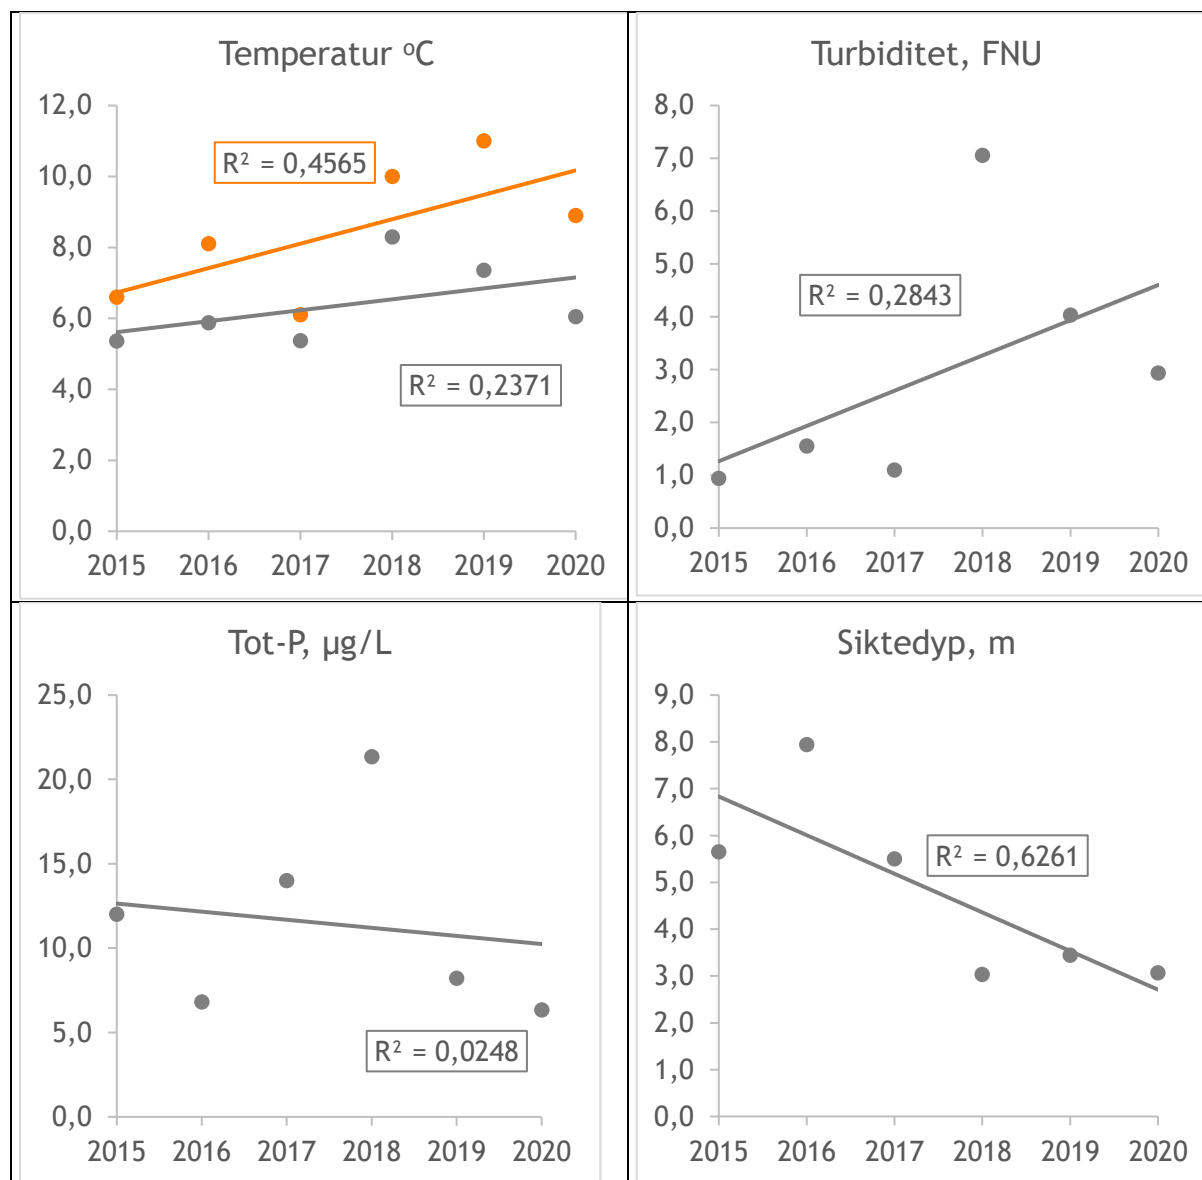 Temperatur ºC
12,0
10,0
8,0
6,0
4,0
2,0
0,0
R² = 0,4565
R² = 0,2371
2015 2016 2017 2018 2019 2020
Turbiditet, FNU
8,0
7,0
6,0
5,0
4,0
3,0
2,0
1,0
0,0
R² = 0,2843
2015 2016 2017 2018 2019 2020
Tot-P, µg/L
25,0
20,0
15,0
10,0
5,0
0,0
R² = 0,0248
2015 2016 2017 2018 2019 2020
Siktedyp, m
9,0
8,0
7,0
6,0
5,0
4,0
3,0
2,0
1,0
0,0
R² = 0,6261
2015 2016 2017 2018 2019 2020